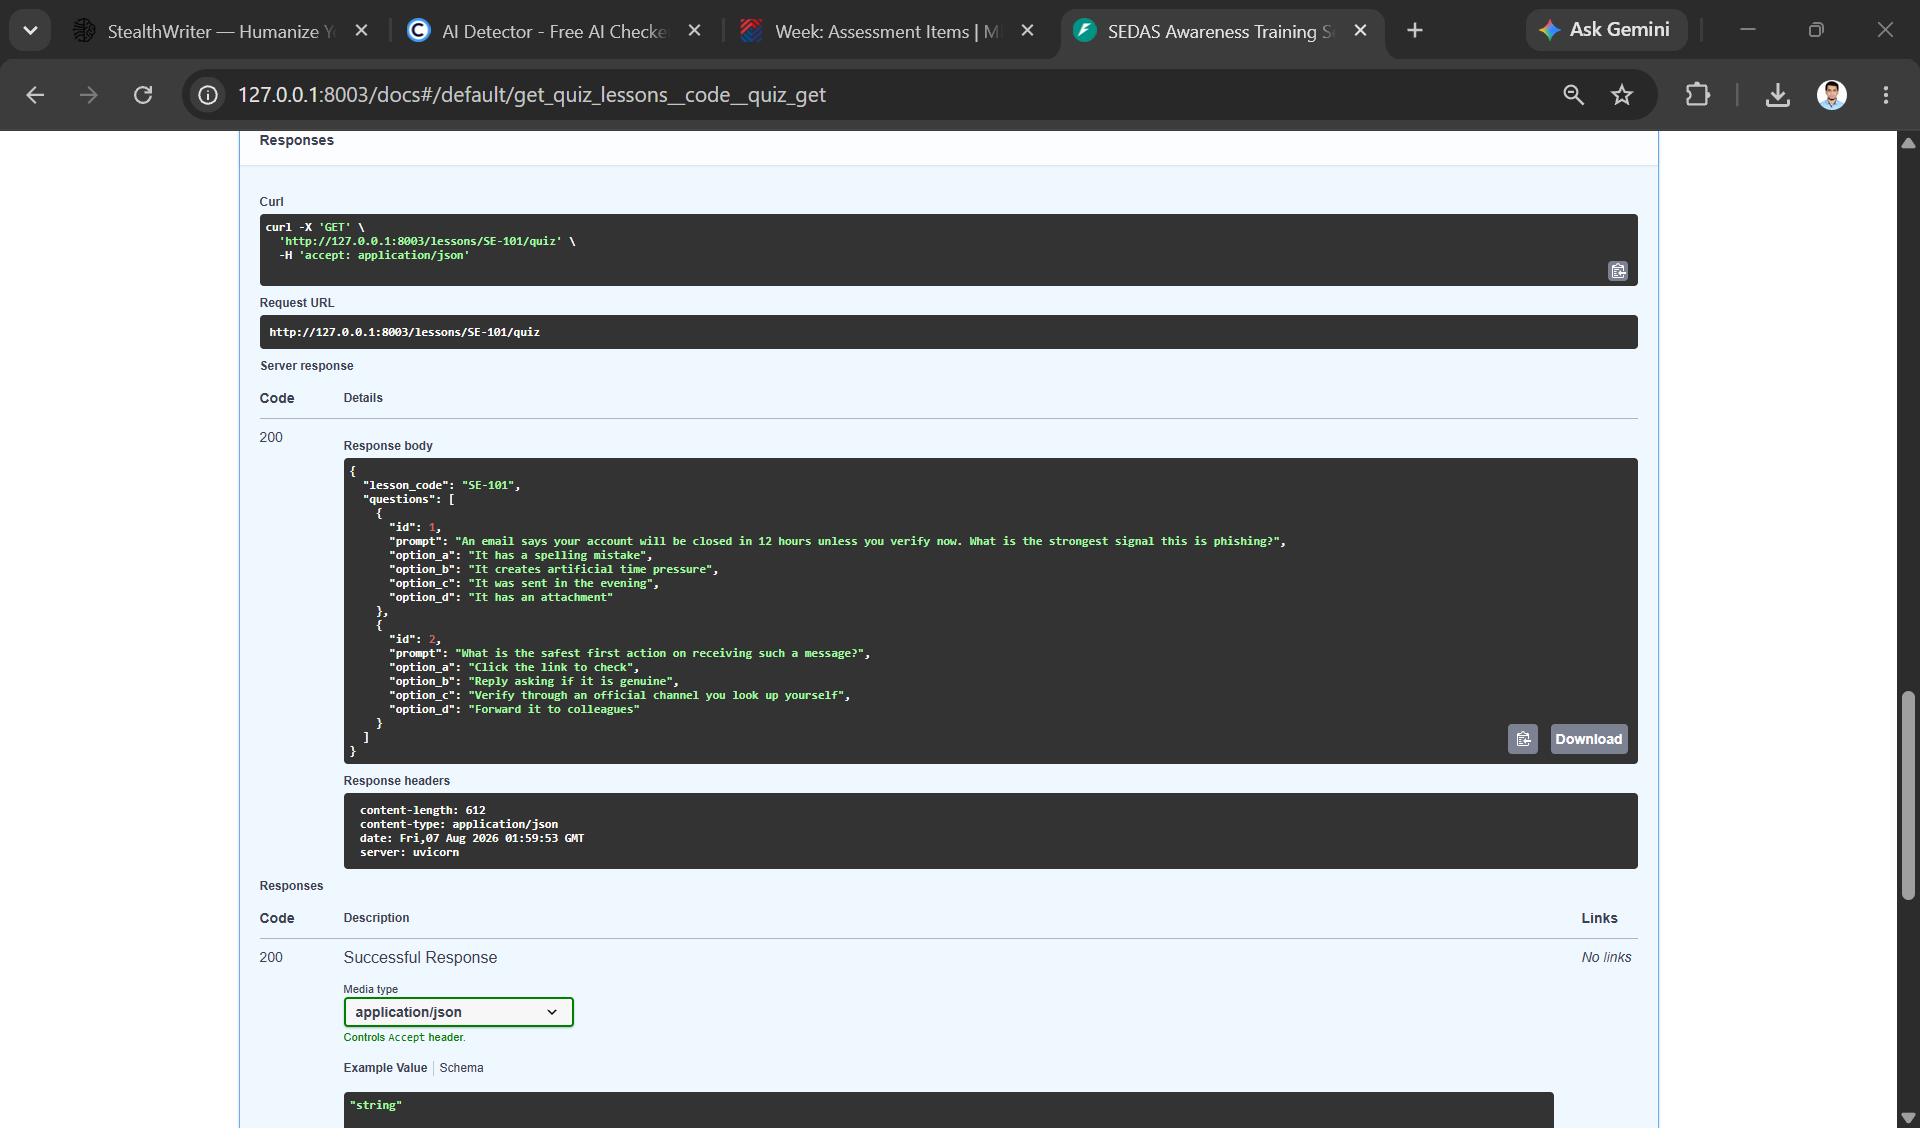 StealthWriter — Humanize Y
AI Detector - Free AI Checke
Week: Assessment Items | M
SEDAS Awareness Training S
Ask Gemini
127.0.0.1:8003/docs#/default/get_quiz_lessons__code__quiz_get
Responses
Curl
curl -X 'GET' \
'http://127.0.0.1:8003/lessons/SE-101/quiz' \
-H 'accept: application/json'
Request URL
http://127.0.0.1:8003/lessons/SE-101/quiz
Server response
Code Details
200
Response body
{
"lesson_code": "SE-101",
"questions": [
{
"id": 1,
"prompt": "An email says your account will be closed in 12 hours unless you verify now. What is the strongest signal this is phishing?",
"option_a": "It has a spelling mistake",
"option_b": "It creates artificial time pressure",
"option_c": "It was sent in the evening",
"option_d": "It has an attachment"
},
{
"id": 2,
"prompt": "What is the safest first action on receiving such a message?",
"option_a": "Click the link to check",
"option_b": "Reply asking if it is genuine",
"option_c": "Verify through an official channel you look up yourself",
"option_d": "Forward it to colleagues"
}
]
}
Download
Response headers
content-length: 612
content-type: application/json
date: Fri,07 Aug 2026 01:59:53 GMT
server: uvicorn
Responses
Code Description Links
200 Successful Response No links
Media type
application/json
Controls Accept header.
Example Value Schema
"string"